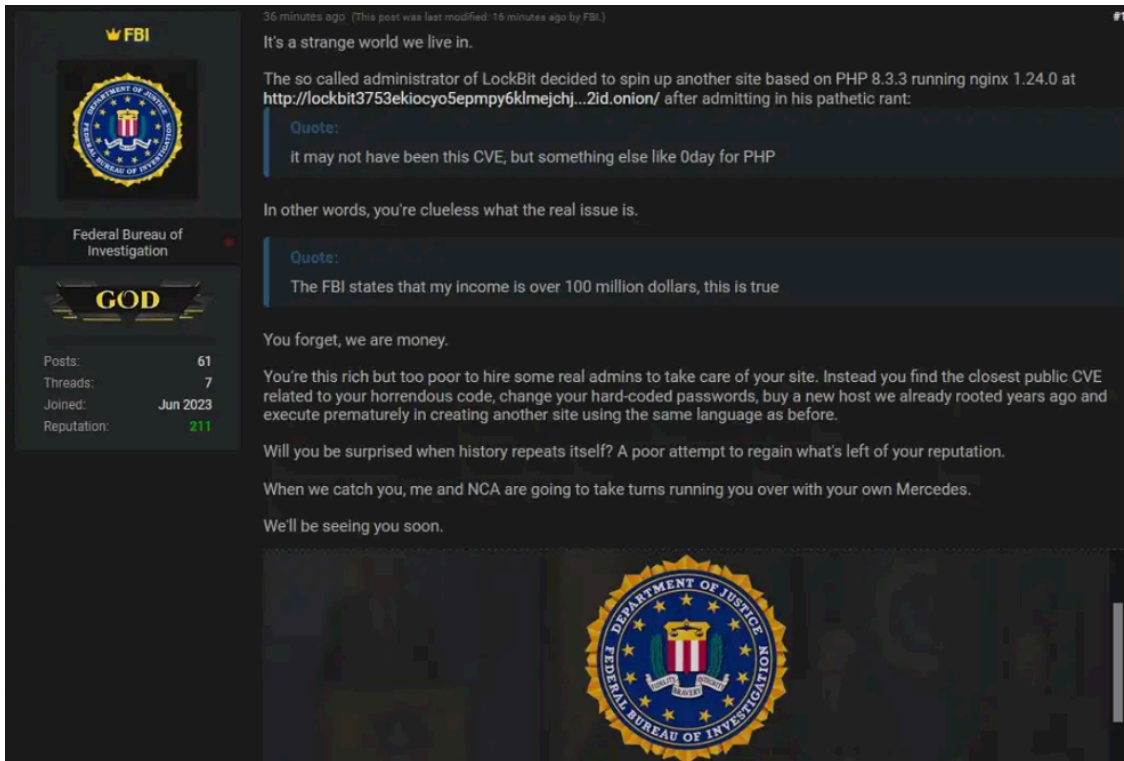 FBI
DEPARTMENT OF JUSTICE
FEDERAL BUREAU OF INVESTIGATION
Federal Bureau of
Investigation
GOD
Posts: 61
Threads: 7
Joined: Jun 2023
Reputation: 211
36 minutes ago (This post was last modified: 16 minutes ago by FBI.)
#1
It's a strange world we live in.
The so called administrator of LockBit decided to spin up another site based on PHP 8.3.3 running nginx 1.24.0 at
http://lockbit3753ekiocyo5epmpy6klmejchj...2id.onion/ after admitting in his pathetic rant:
Quote:
it may not have been this CVE, but something else like 0day for PHP
In other words, you're clueless what the real issue is.
Quote:
The FBI states that my income is over 100 million dollars, this is true
You forget, we are money.
You're this rich but too poor to hire some real admins to take care of your site. Instead you find the closest public CVE
related to your horrendous code, change your hard-coded passwords, buy a new host we already rooted years ago and
execute prematurely in creating another site using the same language as before.
Will you be surprised when history repeats itself? A poor attempt to regain what's left of your reputation.
When we catch you, me and NCA are going to take turns running you over with your own Mercedes.
We'll be seeing you soon.
DEPARTMENT OF JUSTICE
FIDELITY BRAVERY INTEGRITY
FEDERAL BUREAU OF INVESTIGATION